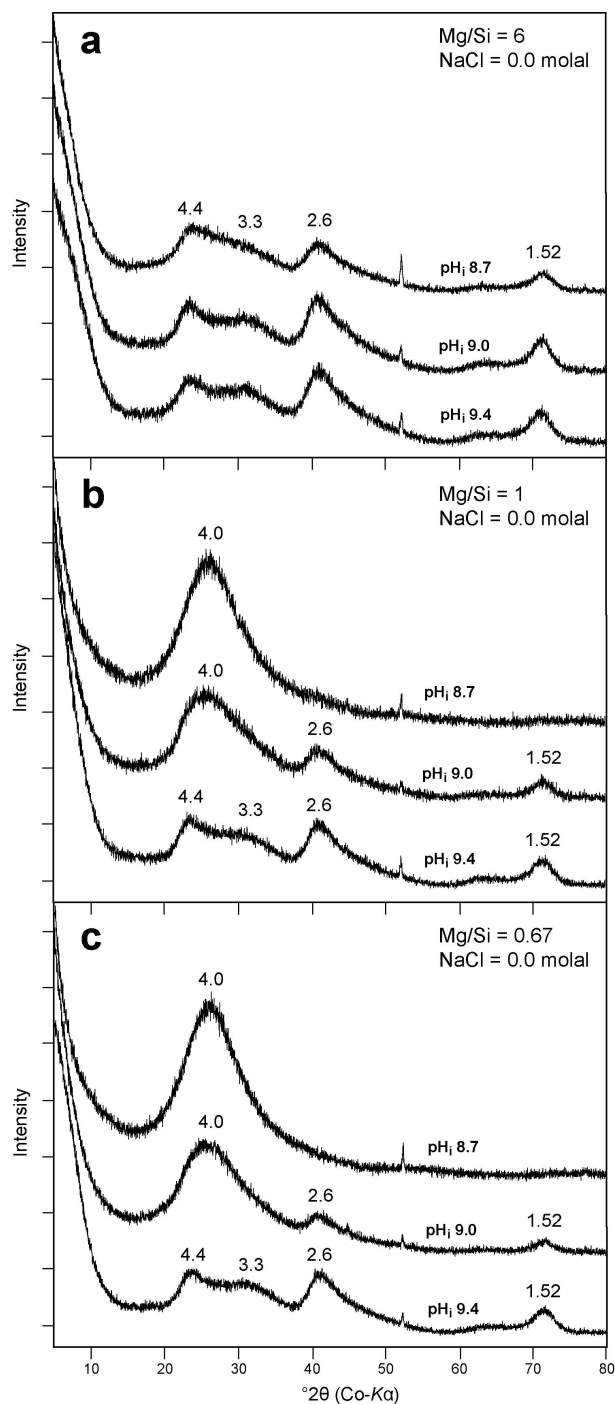 a
Mg/Si = 6
NaCl = 0.0 molal
Intensity
4.4
3.3
2.6
1.52
pHi 8.7
pHi 9.0
pHi 9.4
b
Mg/Si = 1
NaCl = 0.0 molal
4.0
pHi 8.7
4.0
2.6
1.52
pHi 9.0
4.4
3.3
2.6
1.52
pHi 9.4
c
Mg/Si = 0.67
NaCl = 0.0 molal
Intensity
4.0
pHi 8.7
4.0
2.6
1.52
pHi 9.0
4.4
3.3
2.6
1.52
pHi 9.4
10 20 30 40 50 60 70 80
°2θ (Co-Kα)